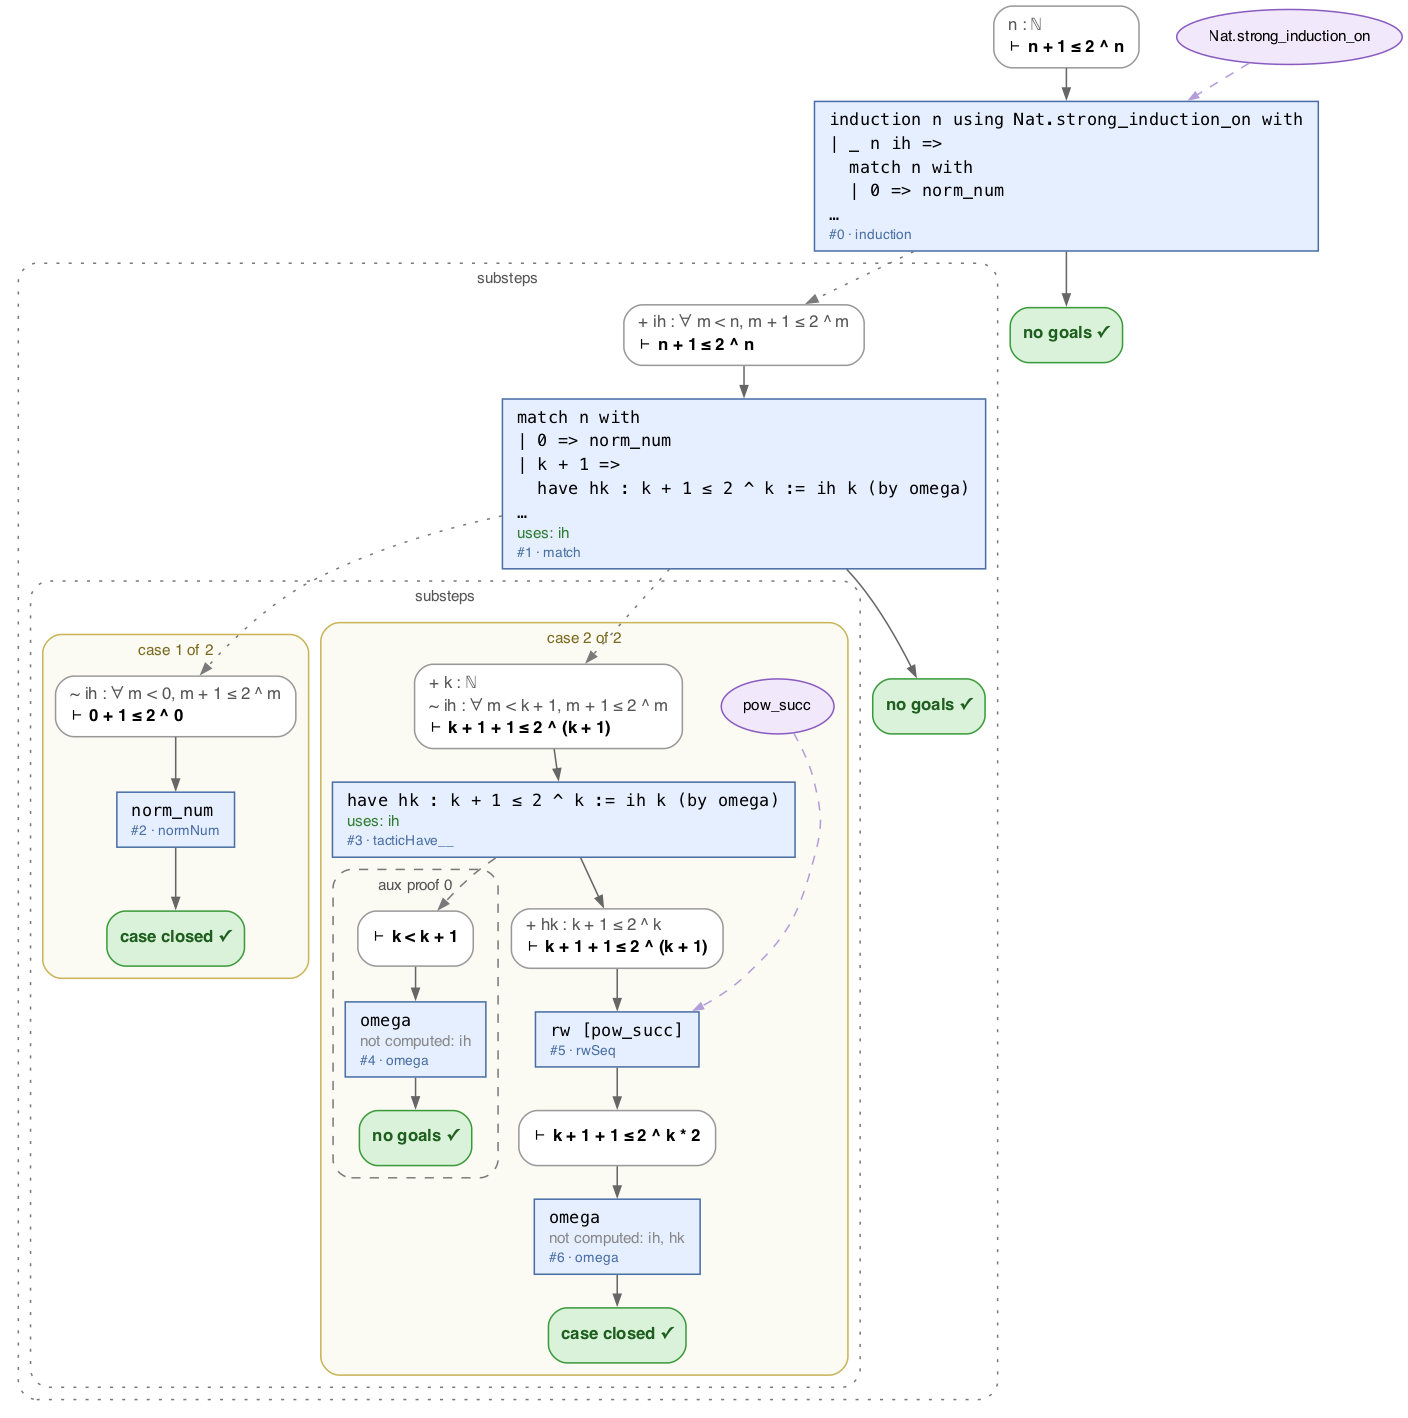 n : ℕ
⊢ n + 1 ≤ 2 ^ n
Nat.strong_induction_on
induction n using Nat.strong_induction_on with
| _ n ih =>
  match n with
  | 0 => norm_num
…
#0 · induction
substeps
+ ih : ∀ m < n, m + 1 ≤ 2 ^ m
⊢ n + 1 ≤ 2 ^ n
no goals ✓
match n with
| 0 => norm_num
| k + 1 =>
  have hk : k + 1 ≤ 2 ^ k := ih k (by omega)
…
uses: ih
#1 · match
substeps
case 1 of 2
~ ih : ∀ m < 0, m + 1 ≤ 2 ^ m
⊢ 0 + 1 ≤ 2 ^ 0
norm_num
#2 · normNum
case closed ✓
case 2 of 2
+ k : ℕ
~ ih : ∀ m < k + 1, m + 1 ≤ 2 ^ m
⊢ k + 1 + 1 ≤ 2 ^ (k + 1)
pow_succ
no goals ✓
have hk : k + 1 ≤ 2 ^ k := ih k (by omega)
uses: ih
#3 · tacticHave__
aux proof 0
⊢ k < k + 1
omega
not computed: ih
#4 · omega
no goals ✓
+ hk : k + 1 ≤ 2 ^ k
⊢ k + 1 + 1 ≤ 2 ^ (k + 1)
rw [pow_succ]
#5 · rwSeq
⊢ k + 1 + 1 ≤ 2 ^ k * 2
omega
not computed: ih, hk
#6 · omega
case closed ✓